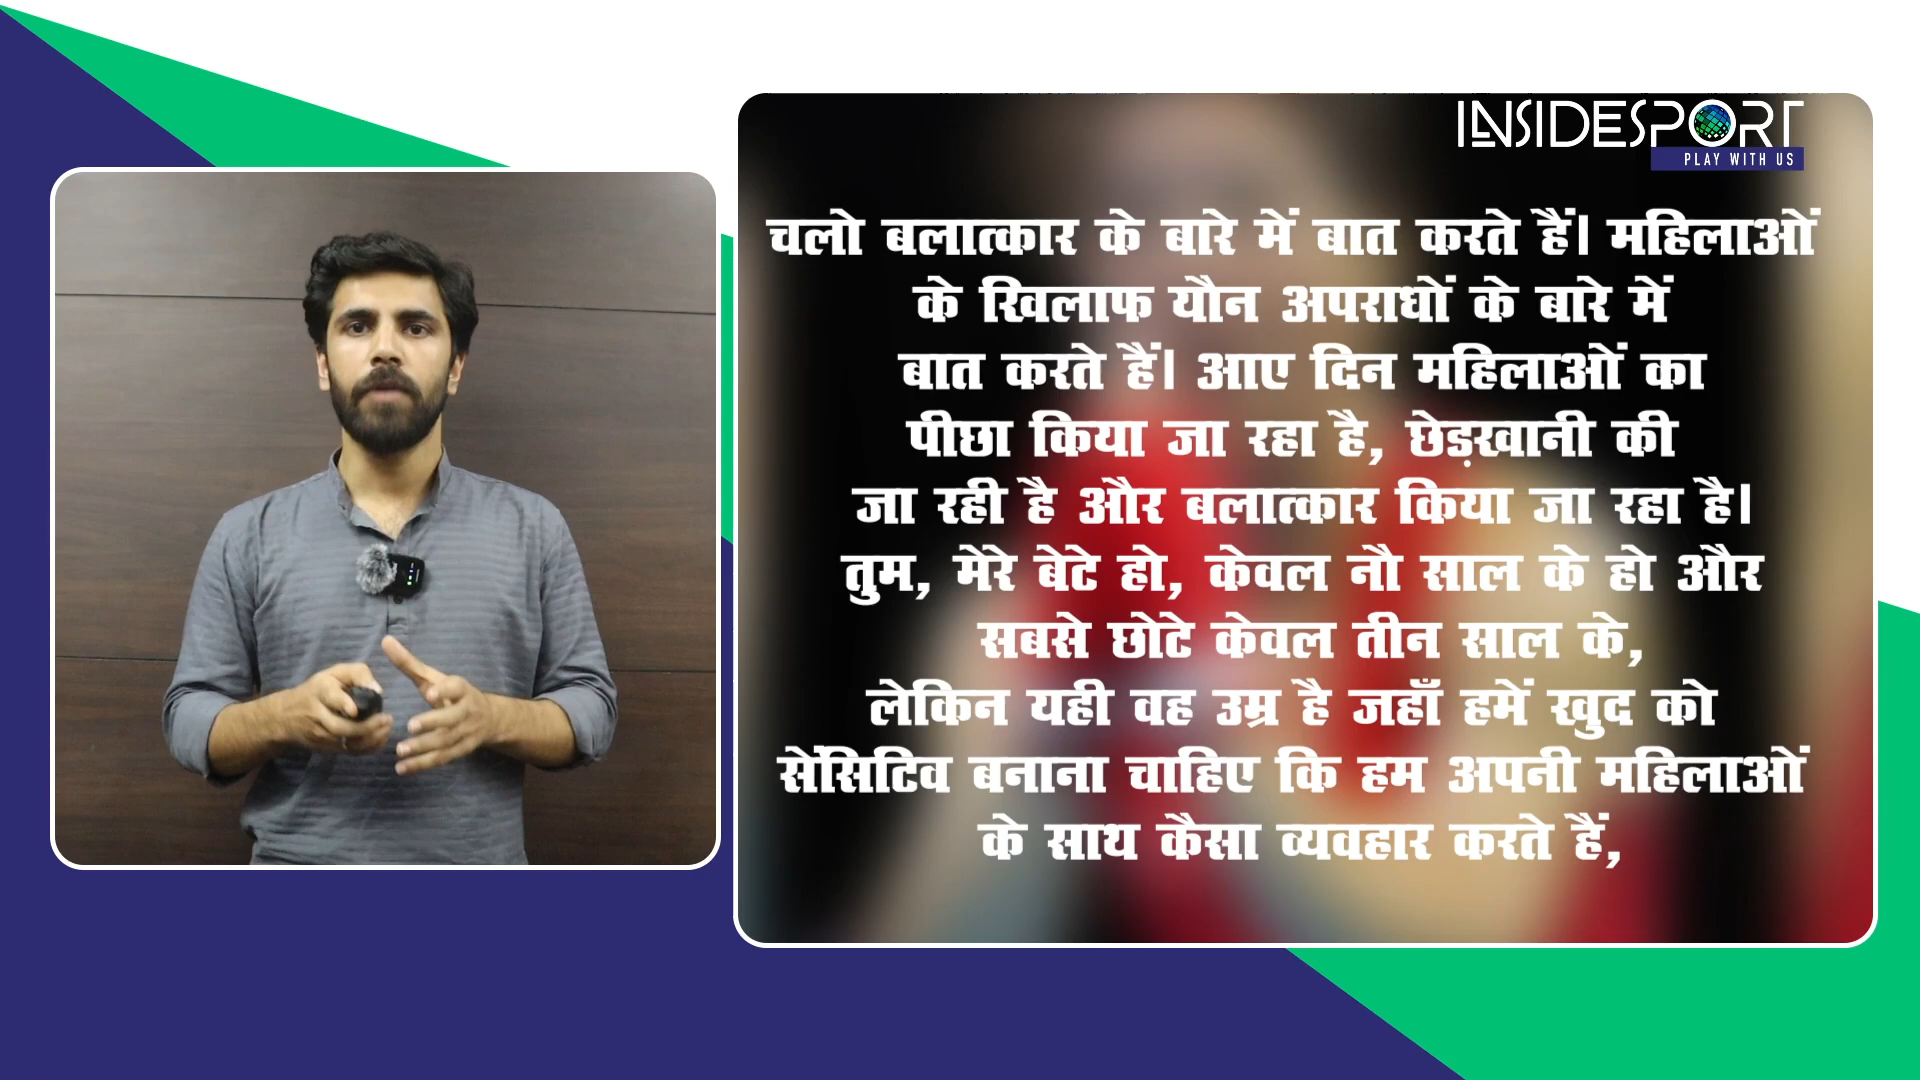 INSIDESPORT
PLAY WITH US
चलो बलात्कार के बारे में बात करते हैं। महिलाओं
के खिलाफ यौन अपराधों के बारे में
बात करते हैं। आए दिन महिलाओं का
पीछा किया जा रहा है, छेड़खानी की
जा रही है और बलात्कार किया जा रहा है।
तुम, मेरे बेटे हो, केवल नौ साल के हो और
सबसे छोटे केवल तीन साल के,
लेकिन यही वह उम्र है जहाँ हमें खुद को
सेंसिटिव बनाना चाहिए कि हम अपनी महिलाओं
के साथ कैसा व्यवहार करते हैं,